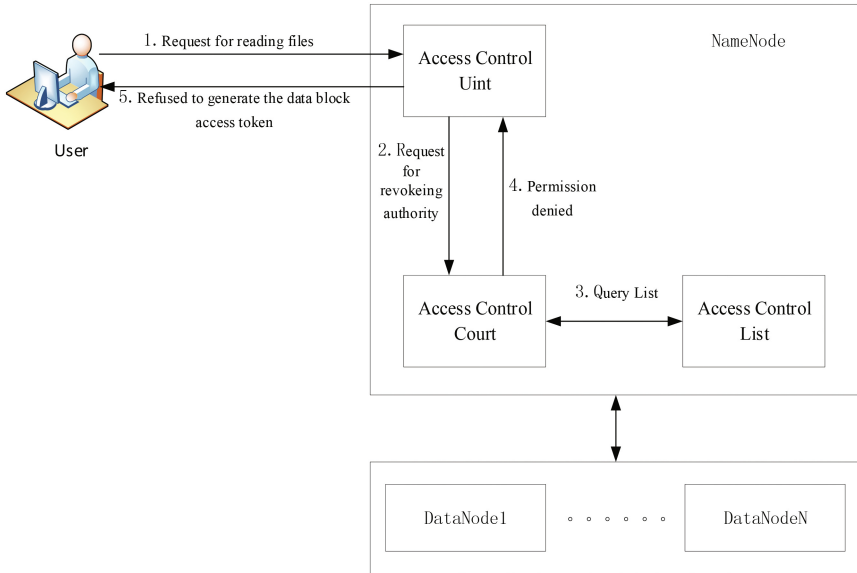 1. Request for reading files
Access Control
Uint
NameNode
5. Refused to generate the data block
access token
User
2. Request
for
revokeing
authority
4. Permission
denied
Access Control
Court
3. Query List
Access Control
List
DataNode1
DataNodeN